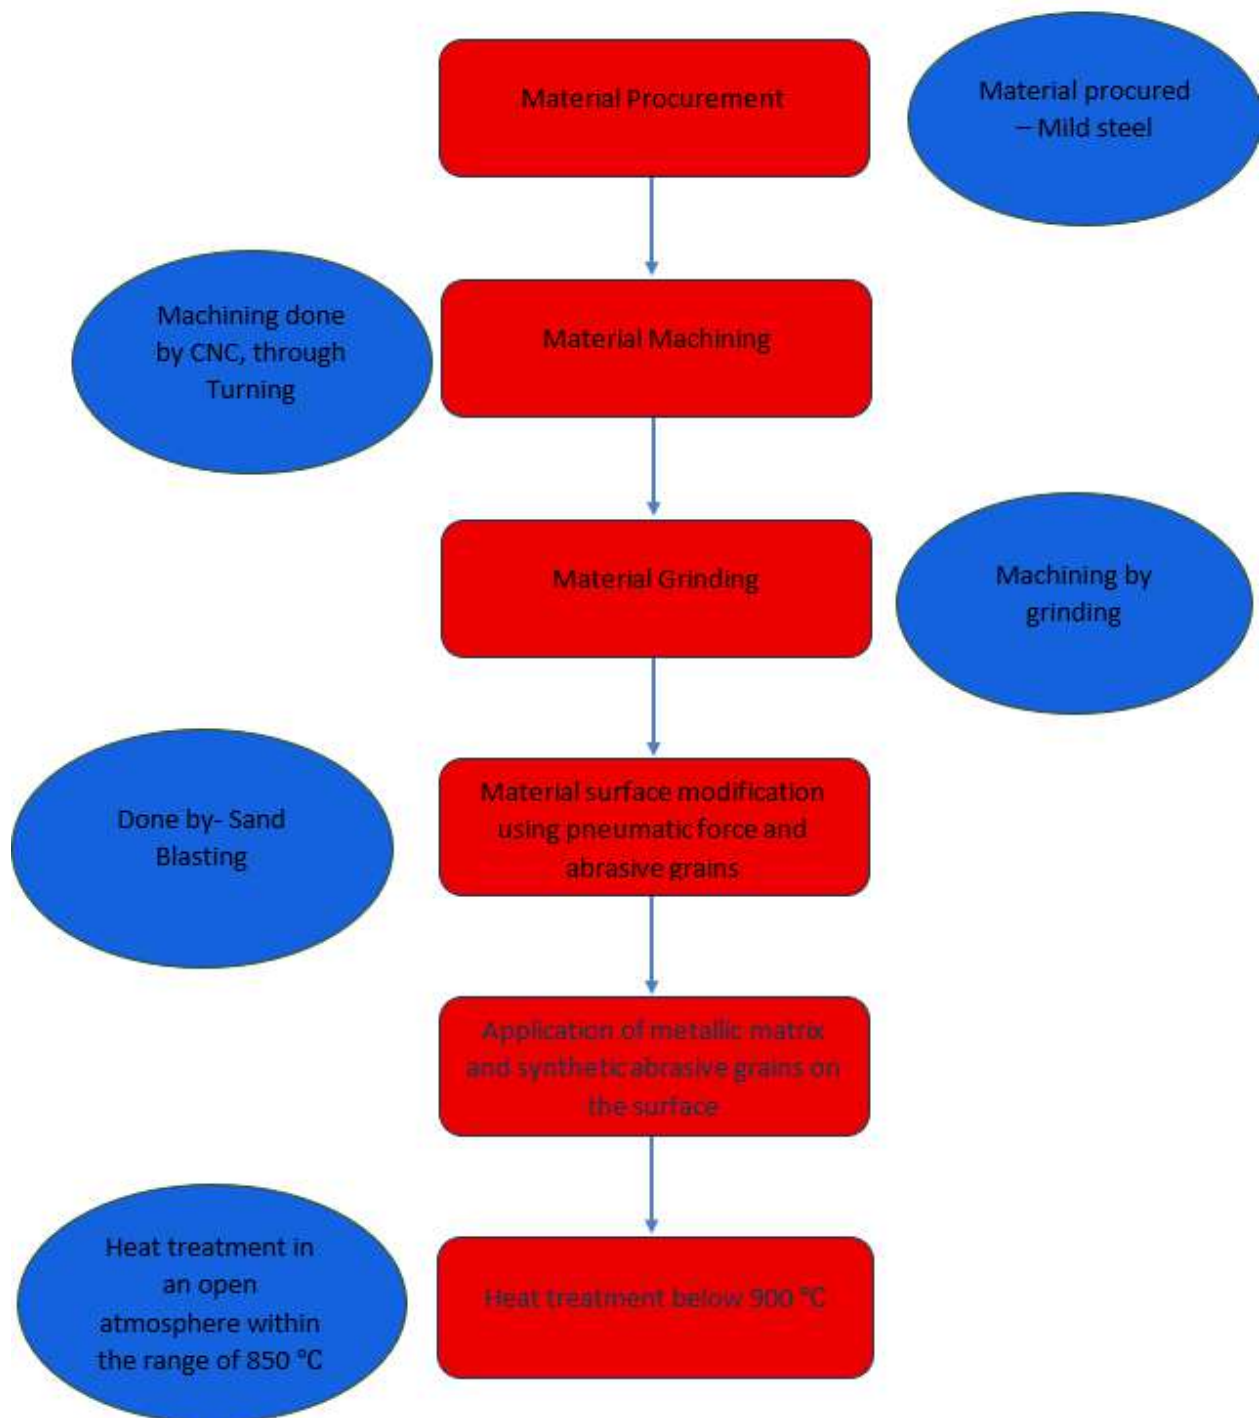 Material Procurement
Material procured
– Mild steel
Machining done
by CNC, through
Turning
Material Machining
Material Grinding
Machining by
grinding
Done by- Sand
Blasting
Material surface modification
using pneumatic force and
abrasive grains
Application of metallic matrix
and synthetic abrasive grains on
the surface
Heat treatment in
an open
atmosphere within
the range of 850 °C
Heat treatment below 900 °C